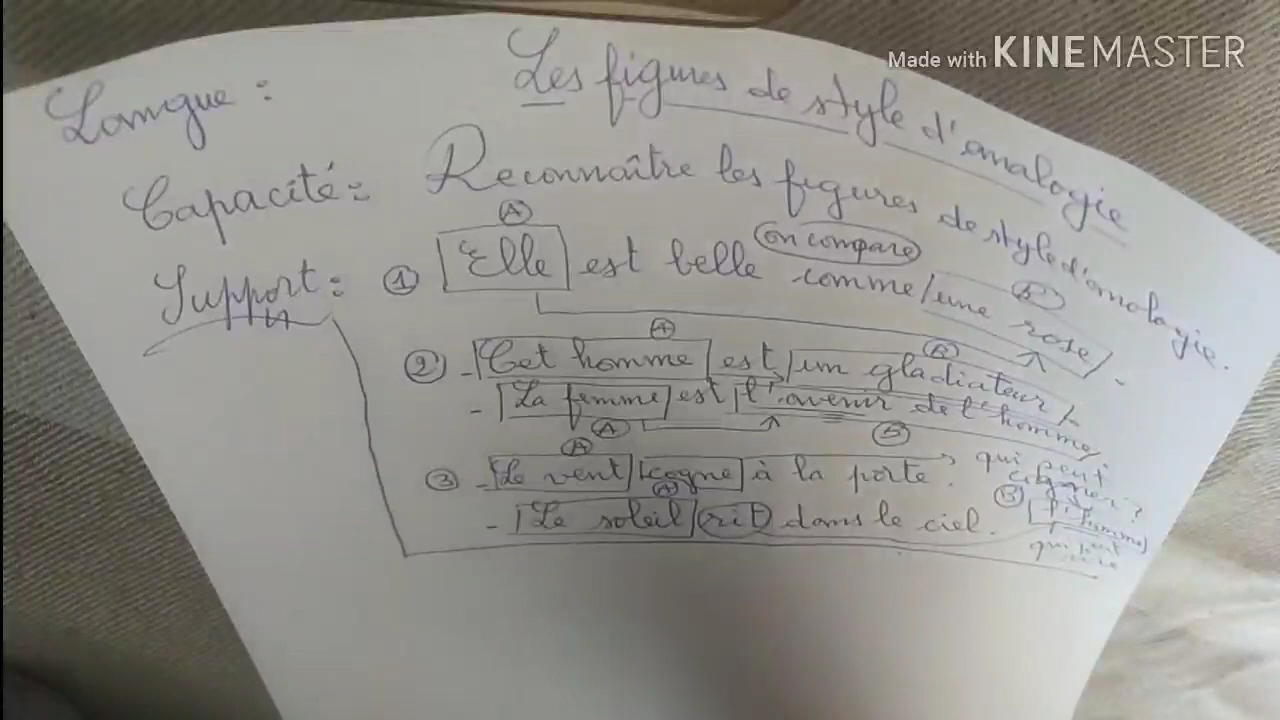 Made with KINEMASTER
Langue : Les figures de style d'analogie
Capacité : Reconnaître les figures de style d'analogie.
A on compare B
Support : 1 Elle est belle comme / une rose.
A B
2 - Cet homme est un gladiateur /.
- La femme est l'avenir de l'homme
A B
A
3 - Le vent cogne à la porte. qui peut cogner ?
A B l'homme
- Le soleil rit dans le ciel. qui peut rire